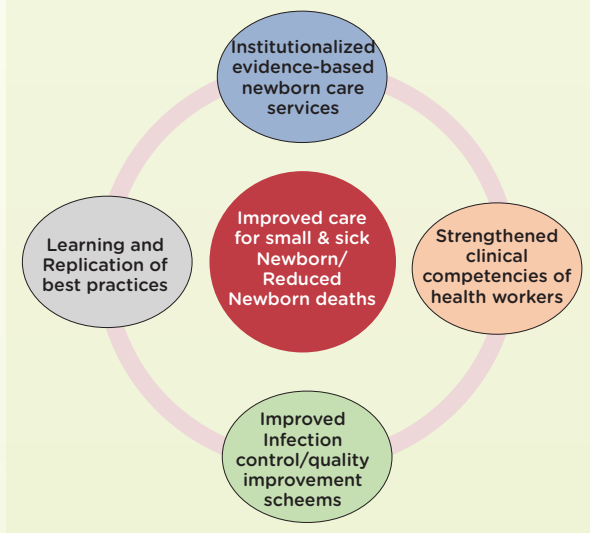 Institutionalized
evidence-based
newborn care
services
Improved care
for small & sick
Newborn/
Reduced
Newborn deaths
Learning and
Replication of
best practices
Strengthened
clinical
competencies of
health workers
Improved
Infection
control/quality
improvement
scheems